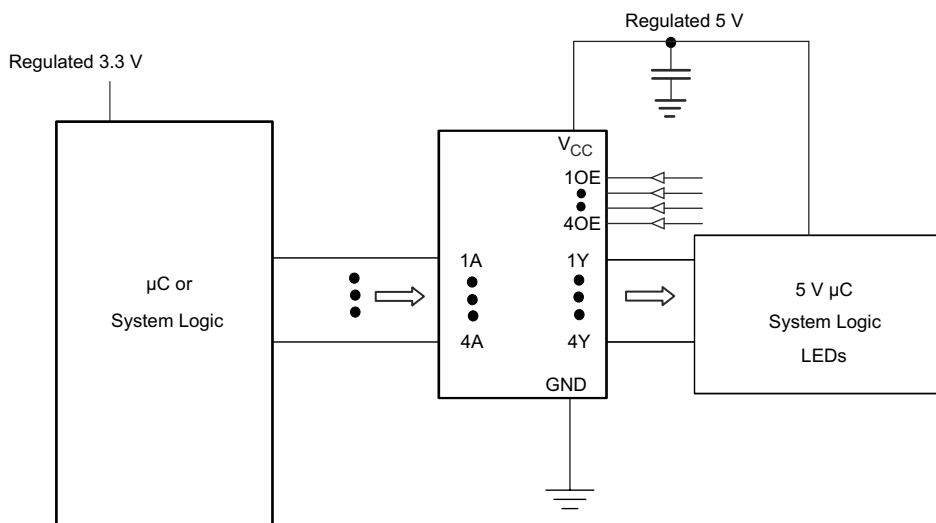 Regulated 5 V
Regulated 3.3 V
VCC
1OE
4OE
1A
1Y
µC or
System Logic
5 V µC
System Logic
LEDs
4A
4Y
GND